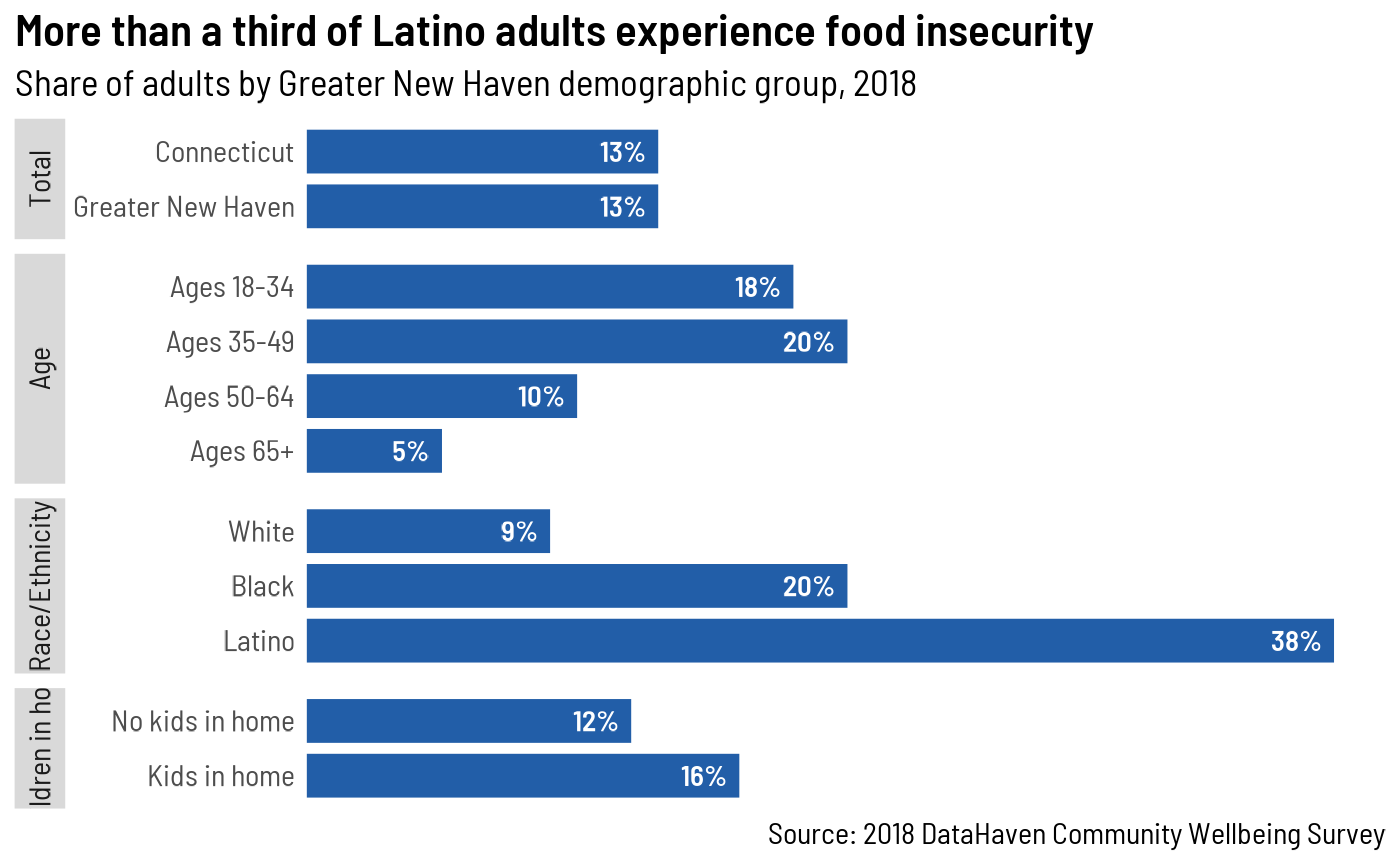 More than a third of Latino adults experience food insecurity
Share of adults by Greater New Haven demographic group, 2018
Total
Connecticut 13%
Greater New Haven 13%
Age
Ages 18-34 18%
Ages 35-49 20%
Ages 50-64 10%
Ages 65+ 5%
Race/Ethnicity
White 9%
Black 20%
Latino 38%
ldren in ho
No kids in home 12%
Kids in home 16%
Source: 2018 DataHaven Community Wellbeing Survey